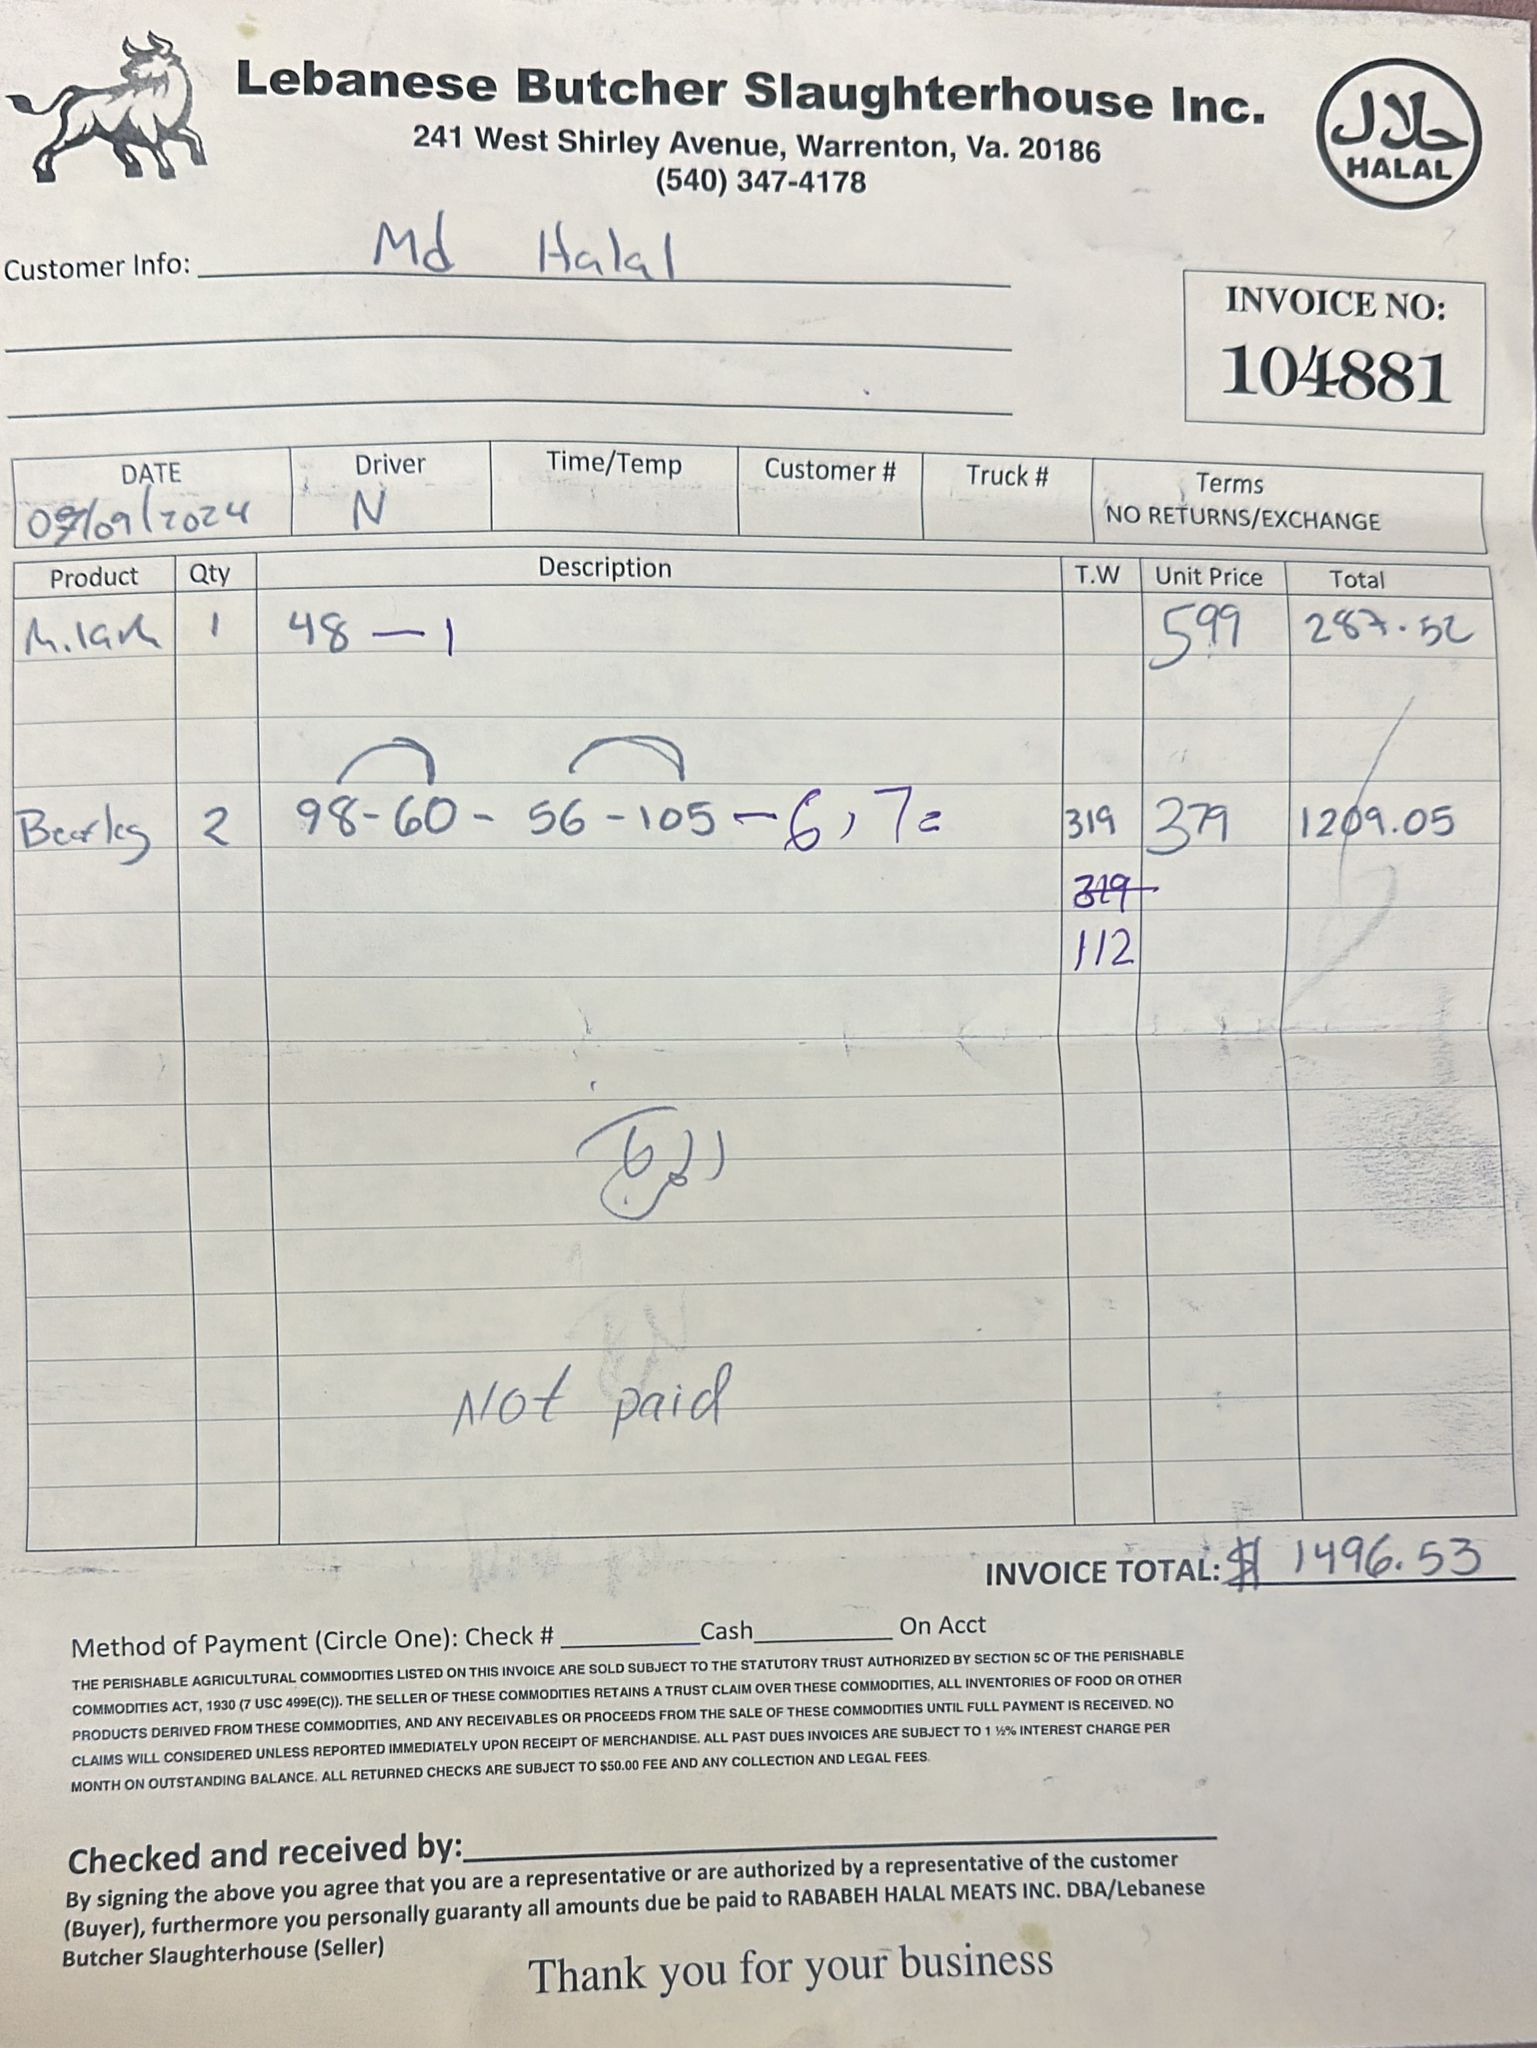 Lebanese Butcher Slaughterhouse Inc.
241 West Shirley Avenue, Warrenton, Va. 20186
(540) 347-4178
حلال
HALAL
Customer Info: Md Halal
INVOICE NO:
104881
DATE Driver Time/Temp Customer # Truck # Terms
09/09/2024 N NO RETURNS/EXCHANGE
Product Qty Description T.W Unit Price Total
1 48 — 1 599 287.52
2 98-60 - 56 - 105 - 6, 7= 319 379 1209.05
319
112
Not paid
INVOICE TOTAL: $ 1496.53
Method of Payment (Circle One): Check # Cash On Acct
THE PERISHABLE AGRICULTURAL COMMODITIES LISTED ON THIS INVOICE ARE SOLD SUBJECT TO THE STATUTORY TRUST AUTHORIZED BY SECTION 5C OF THE PERISHABLE
COMMODITIES ACT, 1930 (7 USC 499E(C)). THE SELLER OF THESE COMMODITIES RETAINS A TRUST CLAIM OVER THESE COMMODITIES, ALL INVENTORIES OF FOOD OR OTHER
PRODUCTS DERIVED FROM THESE COMMODITIES, AND ANY RECEIVABLES OR PROCEEDS FROM THE SALE OF THESE COMMODITIES UNTIL FULL PAYMENT IS RECEIVED. NO
CLAIMS WILL CONSIDERED UNLESS REPORTED IMMEDIATELY UPON RECEIPT OF MERCHANDISE. ALL PAST DUES INVOICES ARE SUBJECT TO 1 ½% INTEREST CHARGE PER
MONTH ON OUTSTANDING BALANCE. ALL RETURNED CHECKS ARE SUBJECT TO $50.00 FEE AND ANY COLLECTION AND LEGAL FEES.
Checked and received by:
By signing the above you agree that you are a representative or are authorized by a representative of the customer
(Buyer), furthermore you personally guaranty all amounts due be paid to RABABEH HALAL MEATS INC. DBA/Lebanese
Butcher Slaughterhouse (Seller)
Thank you for your business